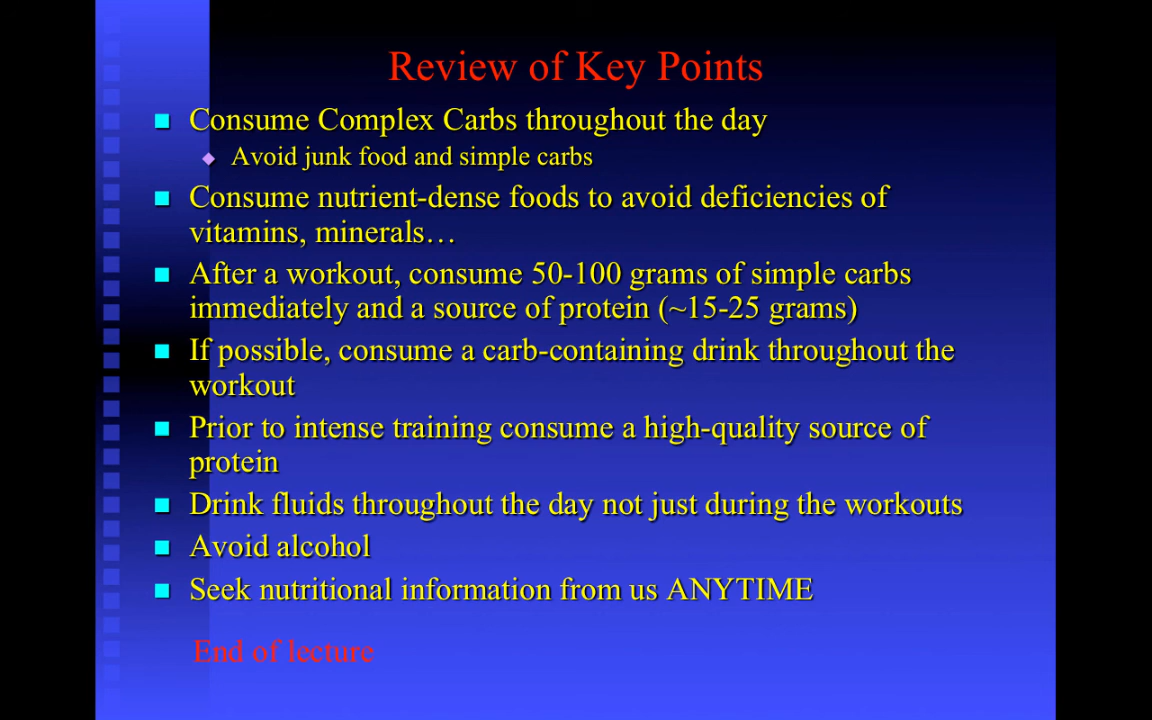 Review of Key Points
Consume Complex Carbs throughout the day
Avoid junk food and simple carbs
Consume nutrient-dense foods to avoid deficiencies of
vitamins, minerals…
After a workout, consume 50-100 grams of simple carbs
immediately and a source of protein (~15-25 grams)
If possible, consume a carb-containing drink throughout the
workout
Prior to intense training consume a high-quality source of
protein
Drink fluids throughout the day not just during the workouts
Avoid alcohol
Seek nutritional information from us ANYTIME
End of lecture